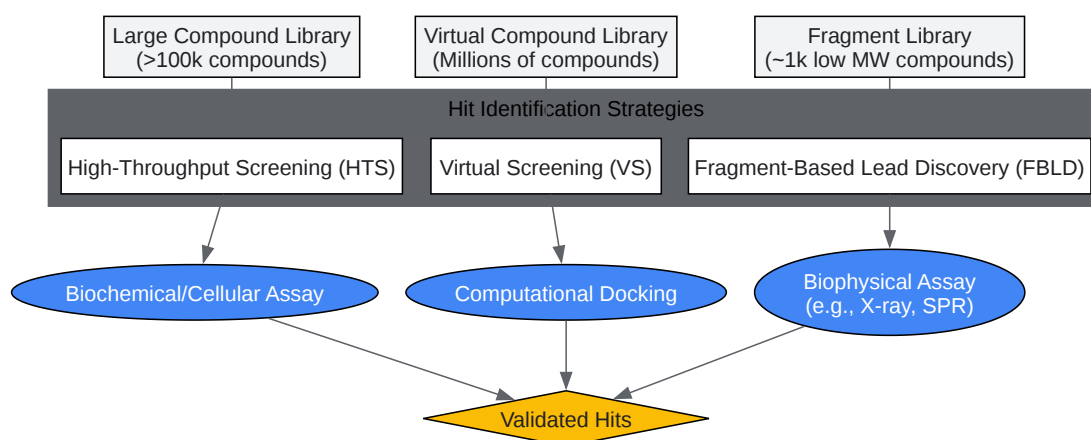 Large Compound Library
(>100k compounds)
Virtual Compound Library
(Millions of compounds)
Fragment Library
(~1k low MW compounds)
Hit Identification Strategies
High-Throughput Screening (HTS)
Virtual Screening (VS)
Fragment-Based Lead Discovery (FBLD)
Biochemical/Cellular Assay
Computational Docking
Biophysical Assay
(e.g., X-ray, SPR)
Validated Hits